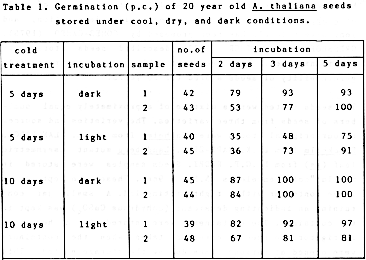 Table 1. Germination (p.c.) of 20 year old A. thaliana seeds
stored under cool, dry, and dark conditions.
cold no.of incubation
treatment incubation sample seeds 2 days 3 days 5 days
5 days dark 1 42 79 93 93
2 43 53 77 100
5 days light 1 40 35 48 75
2 45 36 73 91
10 days dark 1 45 87 100 100
2 44 84 100 100
10 days light 1 39 82 92 97
2 48 67 81 81